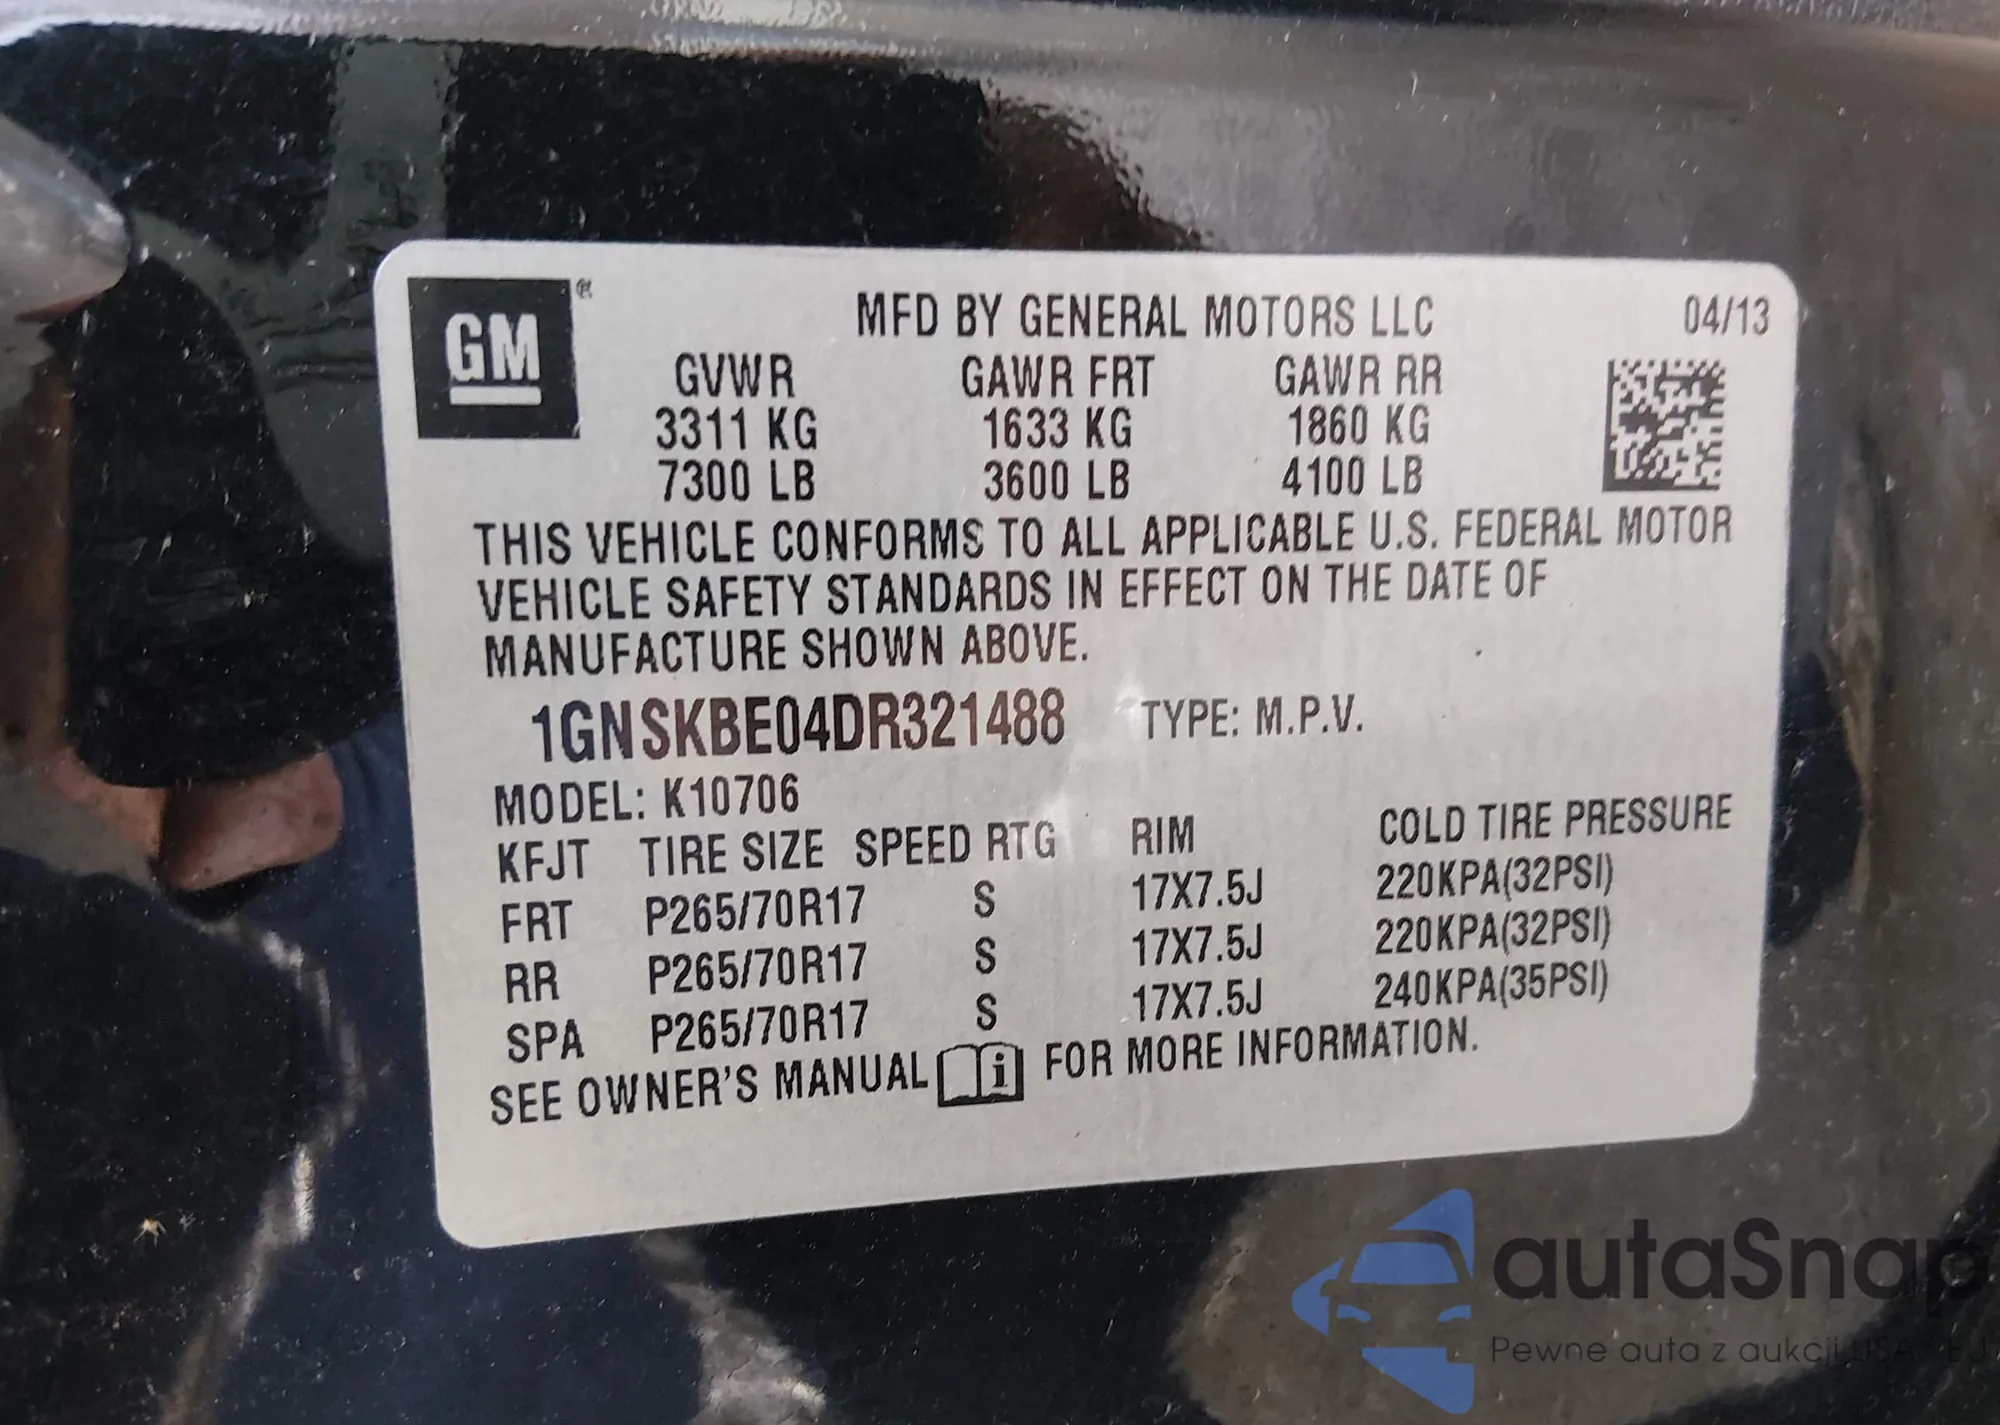 GM
MFD BY GENERAL MOTORS LLC 04/13
GVWR GAWR FRT GAWR RR
3311 KG 1633 KG 1860 KG
7300 LB 3600 LB 4100 LB
THIS VEHICLE CONFORMS TO ALL APPLICABLE U.S. FEDERAL MOTOR
VEHICLE SAFETY STANDARDS IN EFFECT ON THE DATE OF
MANUFACTURE SHOWN ABOVE.
1GNSKBE04DR321488 TYPE: M.P.V.
MODEL: K10706
KFJT TIRE SIZE SPEED RTG RIM COLD TIRE PRESSURE
FRT P265/70R17 S 17X7.5J 220KPA(32PSI)
RR P265/70R17 S 17X7.5J 220KPA(32PSI)
SPA P265/70R17 S 17X7.5J 240KPA(35PSI)
SEE OWNER'S MANUAL i FOR MORE INFORMATION.
autaSnap
Pewne auta z aukcji USA